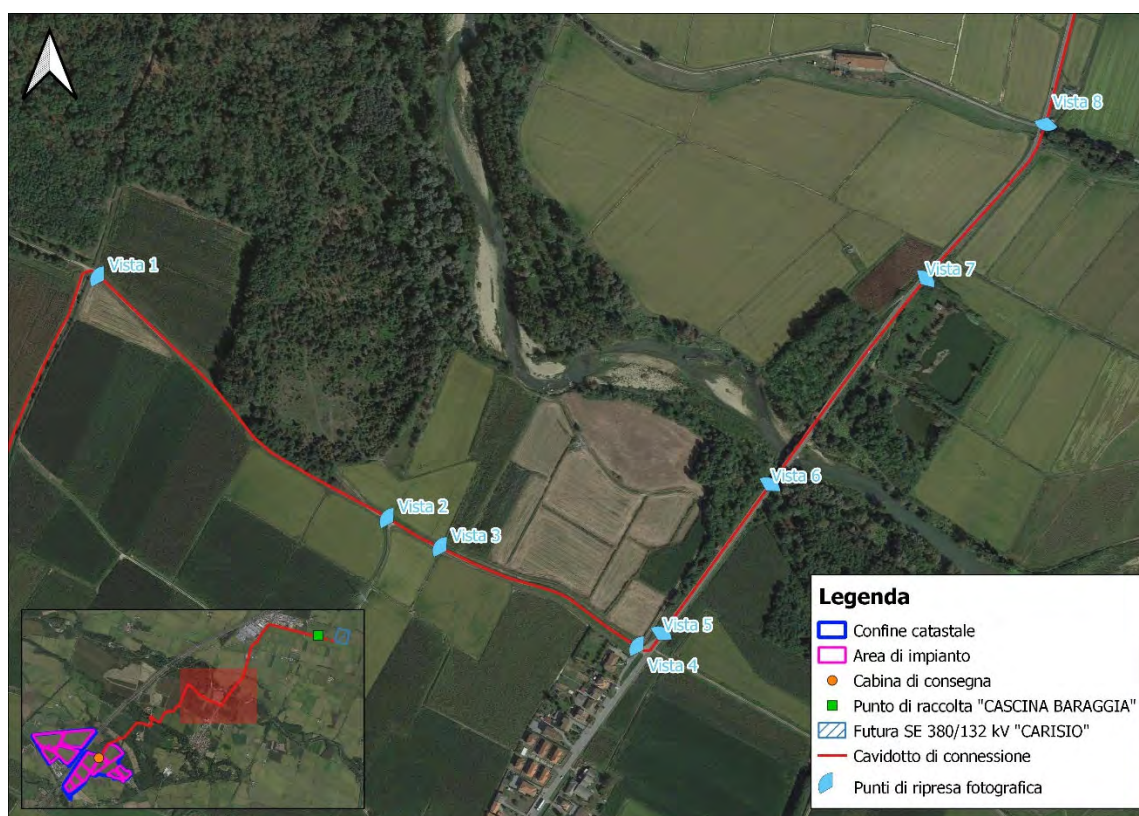 Vista 8
Vista 1
Vista 7
Vista 6
Vista 2
Vista 3
Vista 5
Vista 4
Legenda
Confine catastale
Area di impianto
Cabina di consegna
Punto di raccolta "CASCINA BARAGGIA"
Futura SE 380/132 kV "CARISIO"
Cavidotto di connessione
Punti di ripresa fotografica